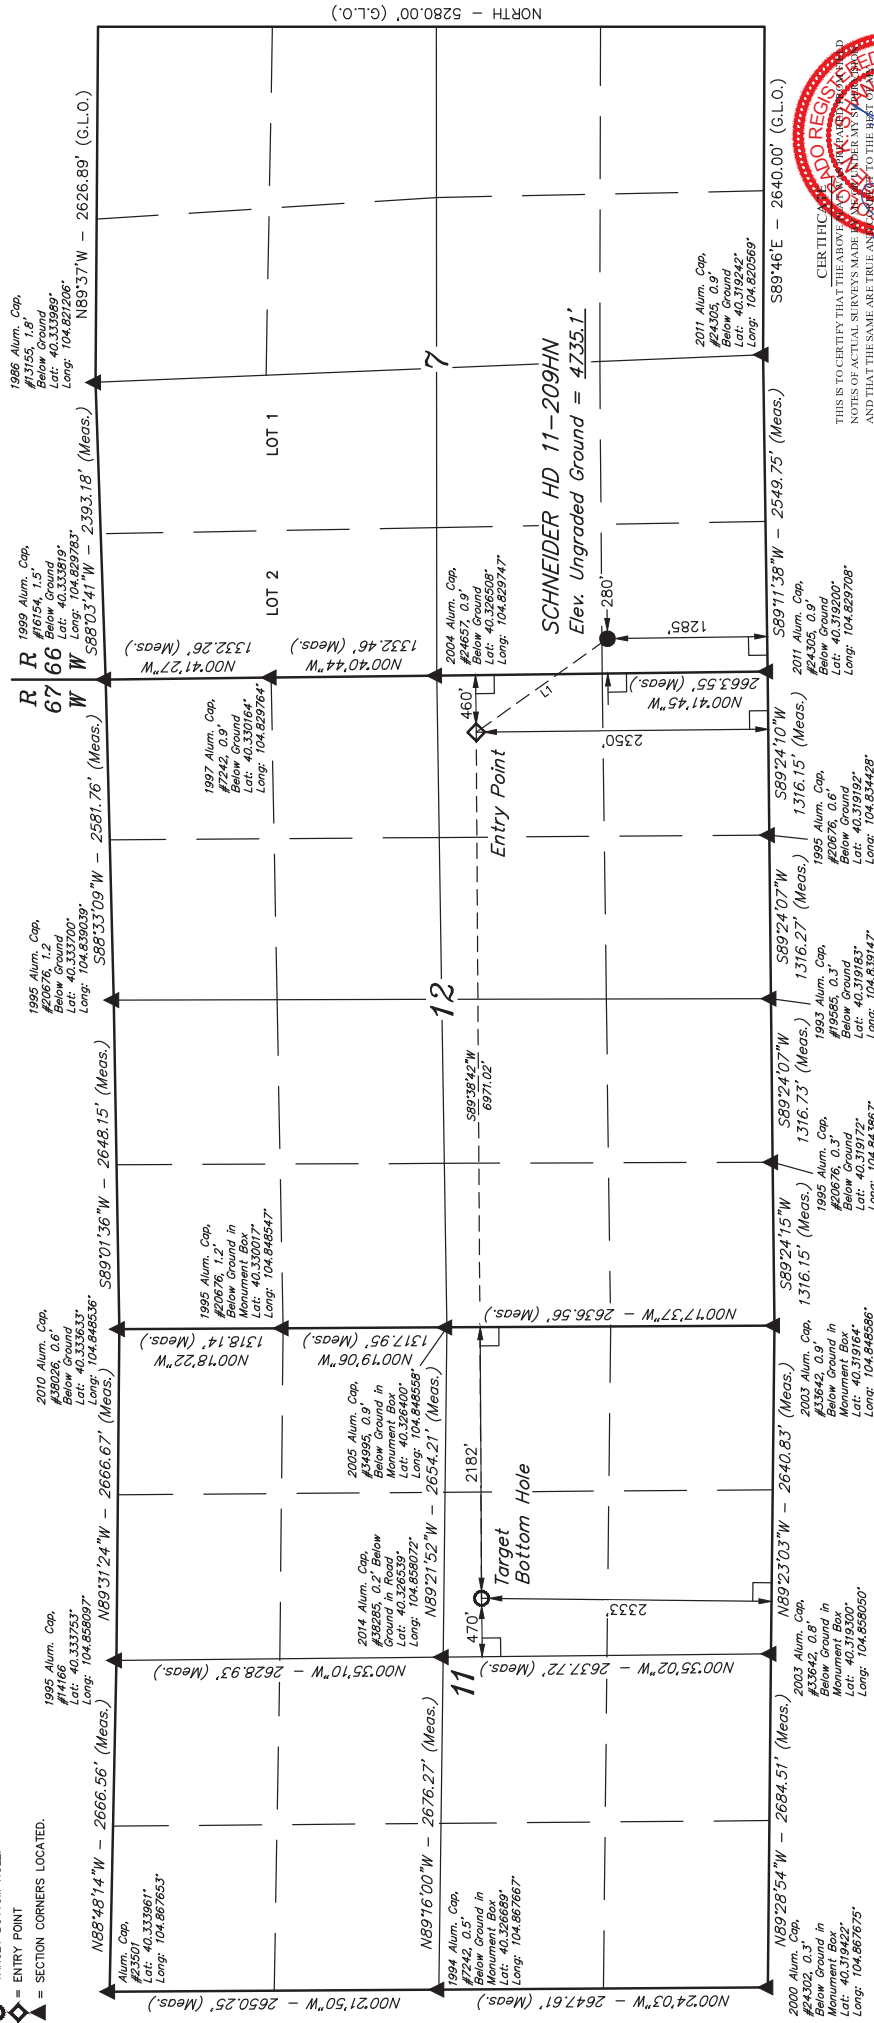 = ENTRY POINT
= SECTION CORNERS LOCATED.
Alum. Cap,
#23501
Lat: 40.333961°
Long: 104.867653°
N88°48'14"W - 2666.56' (Meas.)
1995 Alum. Cap,
#14166
Lat: 40.333753°
Long: 104.858097°
N89°31'24"W - 2666.67' (Meas.)
2010 Alum. Cap,
#38026, 0.6'
Below Ground
Lat: 40.333633°
Long: 104.848536°
S89°01'36"W - 2648.15' (Meas.)
1995 Alum. Cap,
#20676, 1.2
Below Ground
Lat: 40.333700°
Long: 104.839039°
S88°33'09"W - 2581.76' (Meas.)
R R
67 66
W W
1999 Alum. Cap,
#16154, 1.5'
Below Ground
Lat: 40.333819°
Long: 104.829783°
S88°03'41"W - 2393.18' (Meas.)
1986 Alum. Cap,
#13155, 1.8'
Below Ground
Lat: 40.333989°
Long: 104.821206°
N89°37'W - 2626.89' (G.L.O.)
NORTH - 5280.00' (G.L.O.)
N00°21'50"W - 2650.25' (Meas.)
N00°35'10"W - 2628.93' (Meas.)
N00°18'22"W
1318.14' (Meas.)
1995 Alum. Cap,
#20676, 1.2'
Below Ground in
Monument Box
Lat: 40.330017°
Long: 104.848547°
N00°19'06"W
1317.95' (Meas.)
1997 Alum. Cap,
#7242, 0.9'
Below Ground
Lat: 40.330164°
Long: 104.829764°
N00°41'27"W
1332.26' (Meas.)
N00°40'44"W
1332.46' (Meas.)
LOT 2
LOT 1
N89°16'00"W - 2676.27' (Meas.)
2014 Alum. Cap,
#38285, 0.2' Below
Ground in Road
Lat: 40.326539°
Long: 104.858072°
N89°21'52"W - 2654.21' (Meas.)
2005 Alum. Cap,
#34995, 0.9'
Below Ground in
Monument Box
Lat: 40.326400°
Long: 104.848558°
11
12
7
1994 Alum. Cap,
#7242, 0.5'
Below Ground in
Monument Box
Lat: 40.326689°
Long: 104.867667°
2004 Alum. Cap,
#24657, 0.9'
Below Ground
Lat: 40.326508°
Long: 104.829747°
470'
2182'
S89°38'42"W
6971.02'
460'
Target
Bottom Hole
Entry Point
L1
SCHNEIDER HD 11-209HN
Elev. Ungraded Ground = 4735.1'
280'
N00°24'03"W - 2647.61' (Meas.)
N00°35'02"W - 2637.72' (Meas.)
2333'
N00°17'37"W - 2636.56' (Meas.)
2350'
N00°41'45"W
2663.55' (Meas.)
1285'
2011 Alum. Cap,
#24305, 0.9'
Below Ground
Lat: 40.319242°
Long: 104.820569°
N89°28'54"W - 2684.51' (Meas.)
N89°23'03"W - 2640.83' (Meas.)
S89°24'15"W
1316.15' (Meas.)
S89°24'07"W
1316.73' (Meas.)
S89°24'07"W
1316.27' (Meas.)
S89°24'10"W
1316.15' (Meas.)
S89°11'38"W - 2549.75' (Meas.)
S89°46'E - 2640.00' (G.L.O.)
2000 Alum. Cap,
#24302, 0.3'
Below Ground in
Monument Box
Lat: 40.319422°
Long: 104.867675°
2003 Alum. Cap,
#33642, 0.8'
Below Ground in
Monument Box
Lat: 40.319300°
Long: 104.858050°
2003 Alum. Cap,
#33642, 0.9'
Below Ground in
Monument Box
Lat: 40.319164°
Long: 104.848586°
1995 Alum. Cap,
#20676, 0.3'
Below Ground
Lat: 40.319172°
Long: 104.843867°
1993 Alum. Cap,
#19585, 0.3'
Below Ground
Lat: 40.319183°
Long: 104.839147°
1995 Alum. Cap,
#20676, 0.6'
Below Ground
Lat: 40.319192°
Long: 104.834428°
2011 Alum. Cap,
#24305, 0.9'
Below Ground
Lat: 40.319200°
Long: 104.829708°
CERTIFICATE
THIS IS TO CERTIFY THAT THE ABOVE
NOTES OF ACTUAL SURVEYS MADE UNDER MY
AND THAT THE SAME ARE TRUE AND TO THE BEST OF
REGISTERED